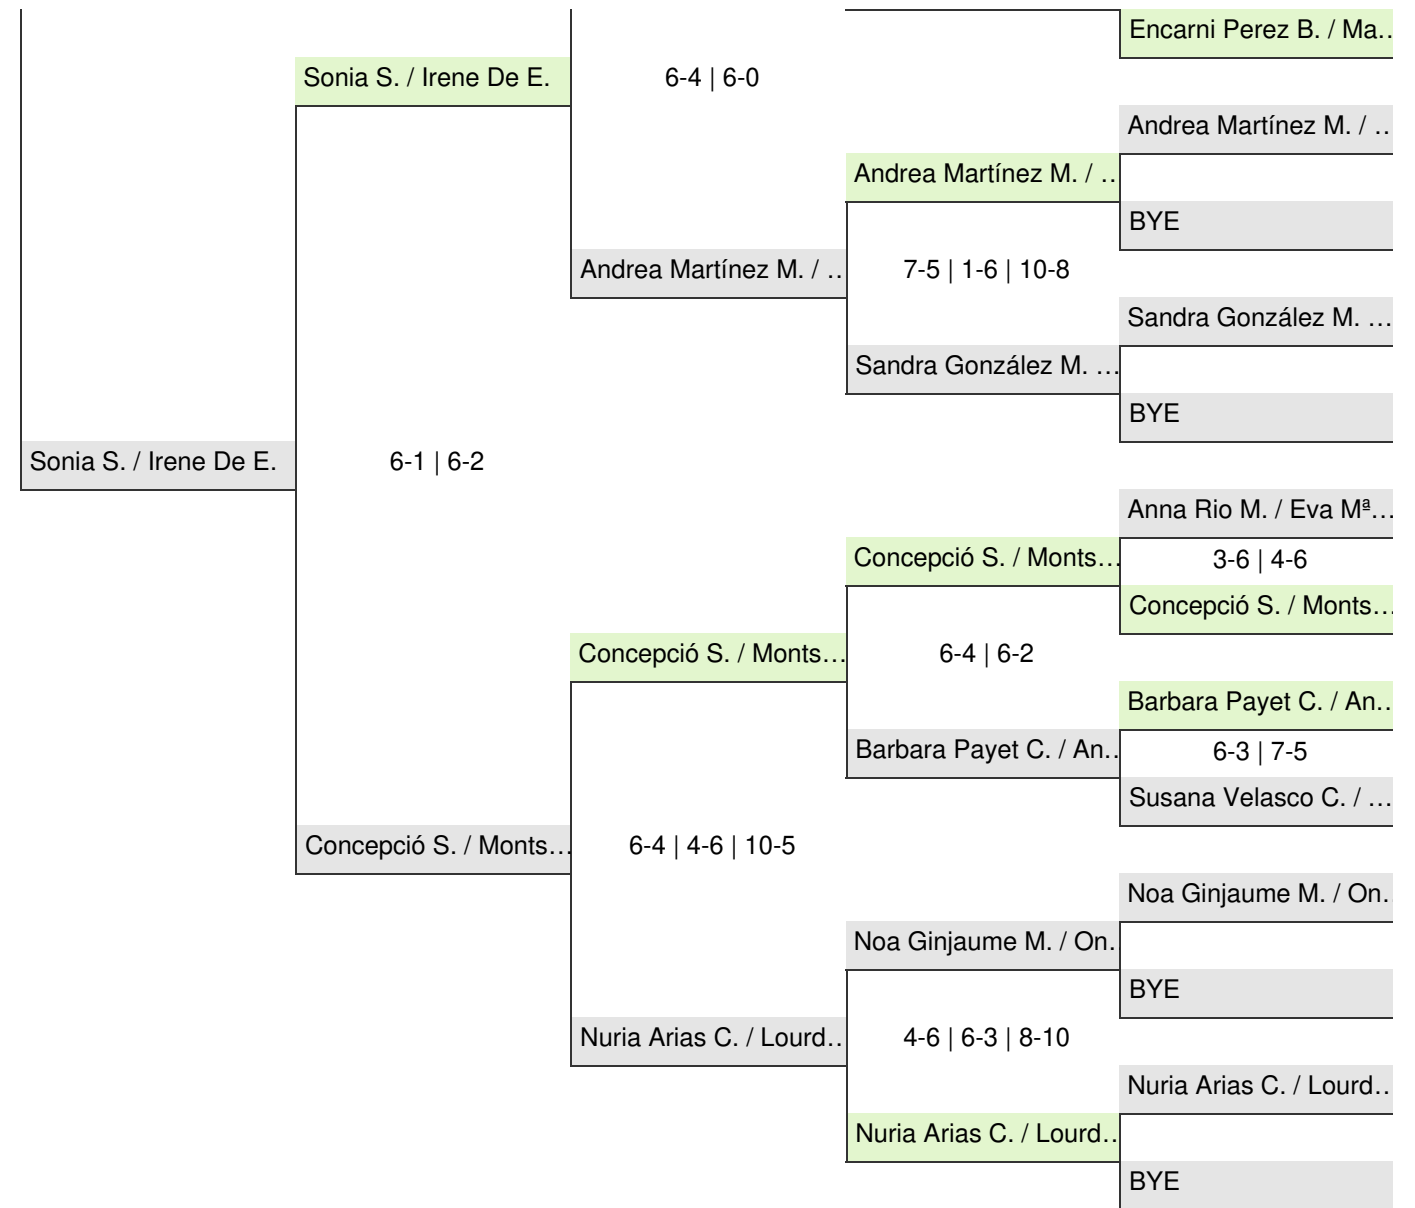 Encarni Perez B. / Ma..
Sonia S. / Irene De E.
6-4 | 6-0
Andrea Martínez M. / ..
Andrea Martínez M. / ..
BYE
Andrea Martínez M. / ..
7-5 | 1-6 | 10-8
Sandra González M. ...
Sandra González M. ...
BYE
Sonia S. / Irene De E.
6-1 | 6-2
Anna Rio M. / Eva Mª...
Concepció S. / Monts...
3-6 | 4-6
Concepció S. / Monts...
Concepció S. / Monts...
6-4 | 6-2
Barbara Payet C. / An..
Barbara Payet C. / An..
6-3 | 7-5
Susana Velasco C. / ...
Concepció S. / Monts...
6-4 | 4-6 | 10-5
Noa Ginjaume M. / On.
Noa Ginjaume M. / On.
BYE
Nuria Arias C. / Lourd..
4-6 | 6-3 | 8-10
Nuria Arias C. / Lourd..
Nuria Arias C. / Lourd..
BYE